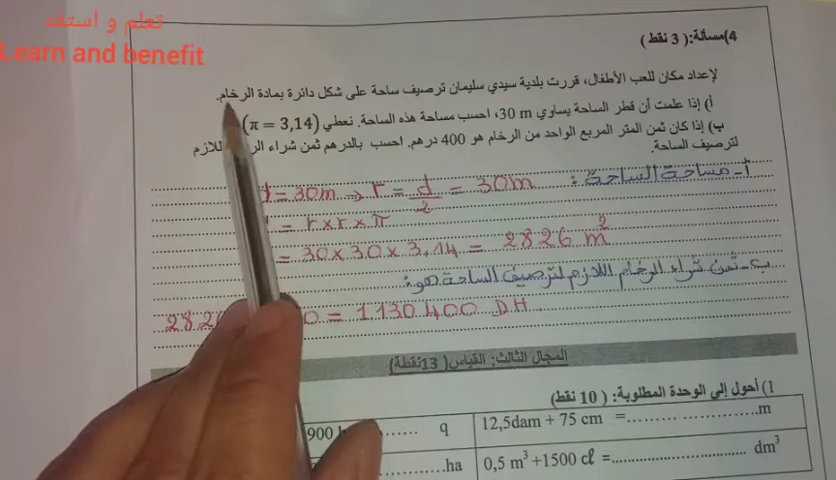 تعلم و استفد
Learn and benefit
4)مسألة:( 3 نقط )
لإعداد مكان للعب الأطفال، قررت بلدية سيدي سليمان ترصيف ساحة على شكل دائرة بمادة الرخام.
أ) إذا علمت أن قطر الساحة يساوي 30 m، احسب مساحة هذه الساحة. نعطي (π = 3,14)
ب) إذا كان ثمن المتر المربع الواحد من الرخام هو 400 درهم. احسب بالدرهم ثمن شراء اللازم
لترصيف الساحة.
أ- مساحة الساحة:
= 30m → r = d/2 = 30m
= r x r x π
= 30 x 30 x 3,14 = 2826 m²
ب- ثمن شراء الرخام اللازم لترصيف الساحة هو:
0 = 1130400 DH
المجال الثالث: القياس( 13نقطة)
1) أحول إلى الوحدة المطلوبة: ( 10 نقط)
12,5dam + 75 cm =....................m
900 ...... q
0,5 m³ +1500 cℓ =.............................. dm³
.........ha